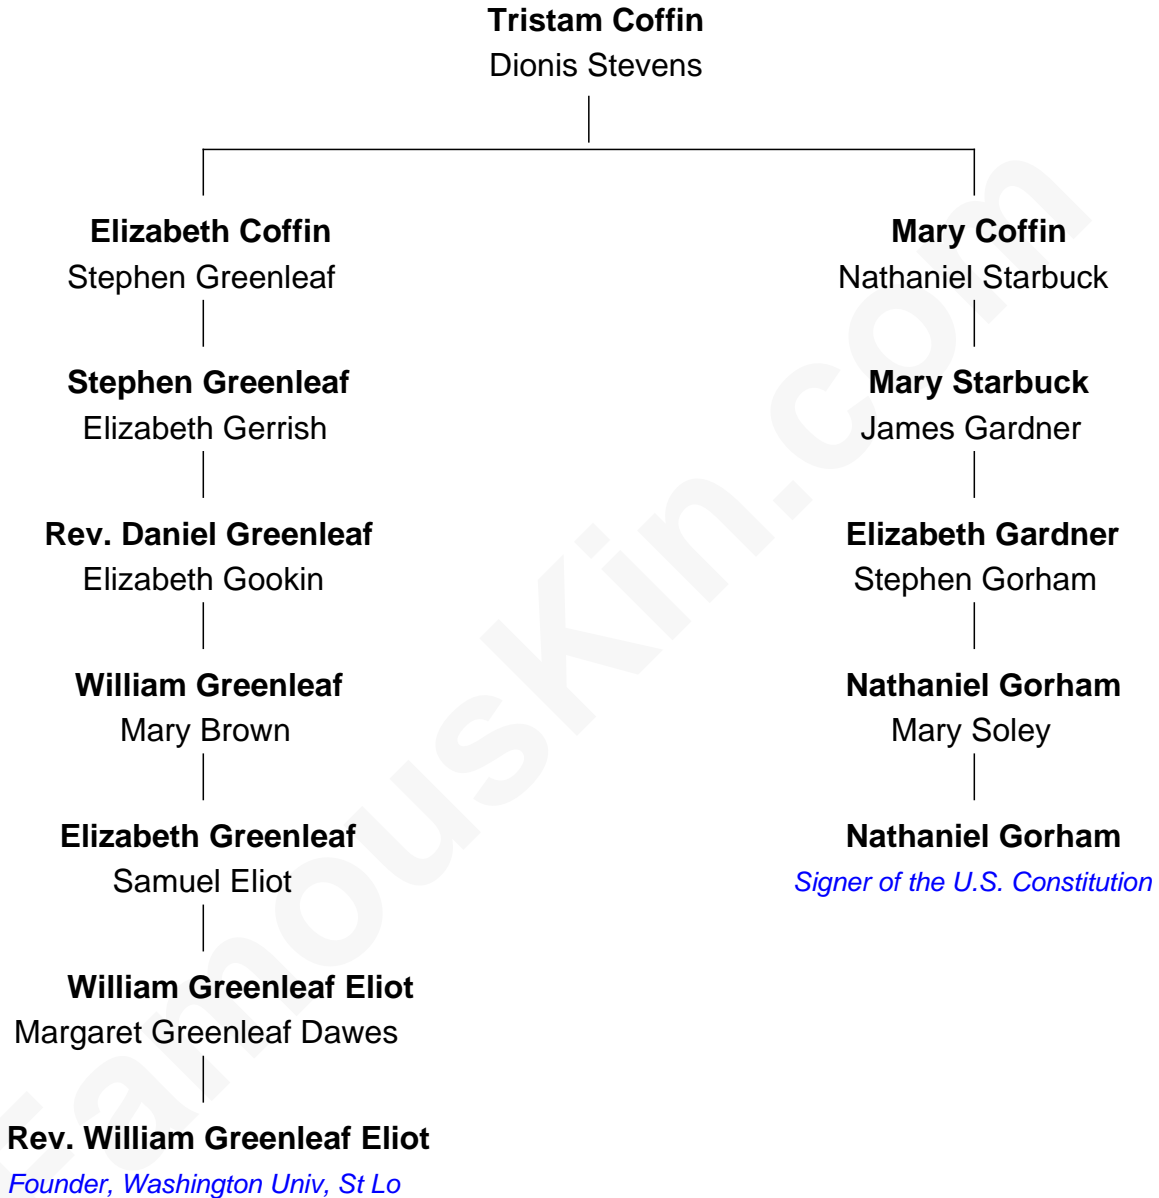 Tristam Coffin
Dionis Stevens
Elizabeth Coffin
Stephen Greenleaf
Mary Coffin
Nathaniel Starbuck
Stephen Greenleaf
Elizabeth Gerrish
Mary Starbuck
James Gardner
Rev. Daniel Greenleaf
Elizabeth Gookin
Elizabeth Gardner
Stephen Gorham
William Greenleaf
Mary Brown
Nathaniel Gorham
Mary Soley
Elizabeth Greenleaf
Samuel Eliot
Nathaniel Gorham
Signer of the U.S. Constitution
William Greenleaf Eliot
Margaret Greenleaf Dawes
Rev. William Greenleaf Eliot
Founder, Washington Univ, St Lo
FamousKin.com